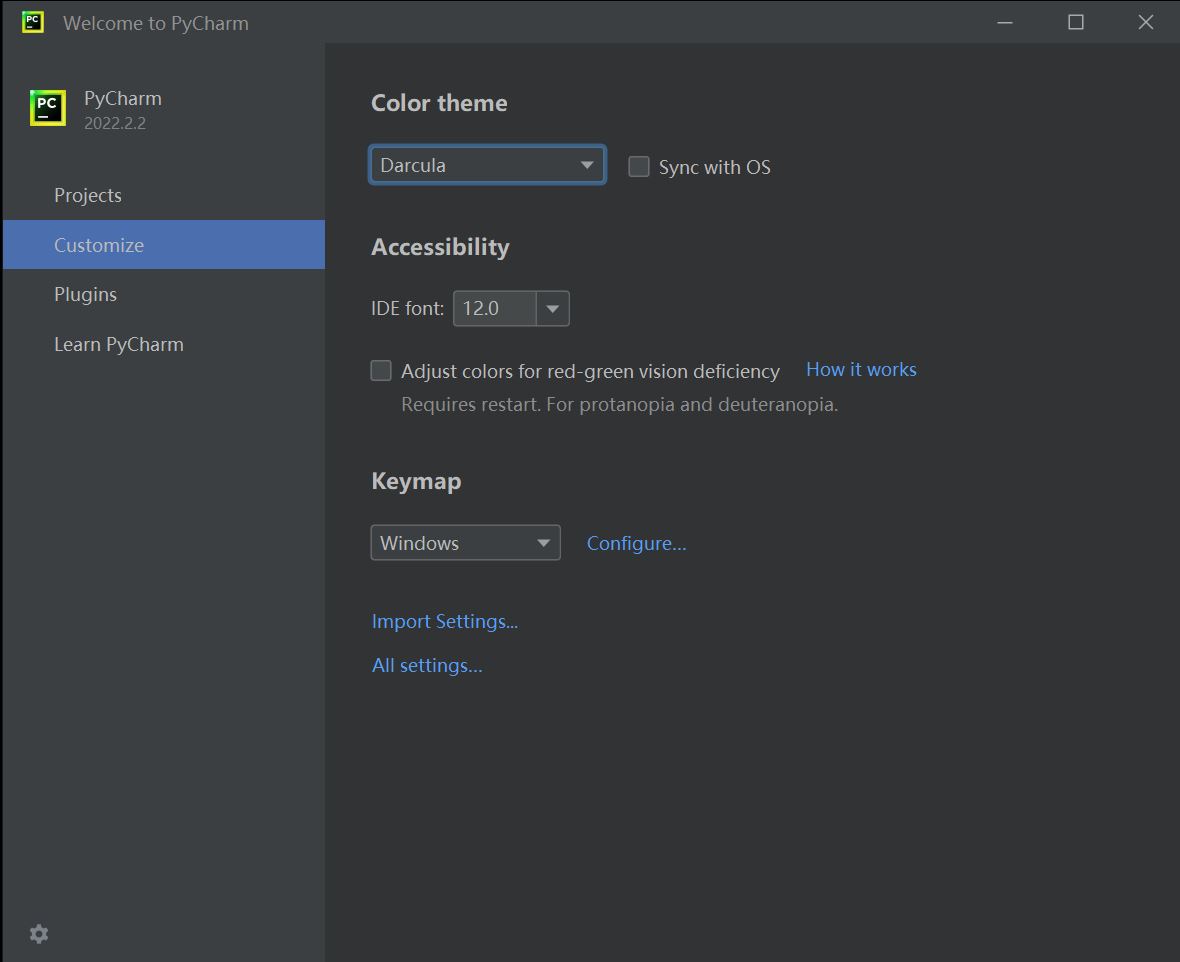 Welcome to PyCharm
PC
PyCharm
2022.2.2
Projects
Customize
Plugins
Learn PyCharm
Color theme
Darcula
Sync with OS
Accessibility
IDE font: 12.0
Adjust colors for red-green vision deficiency How it works
Requires restart. For protanopia and deuteranopia.
Keymap
Windows Configure...
Import Settings...
All settings...